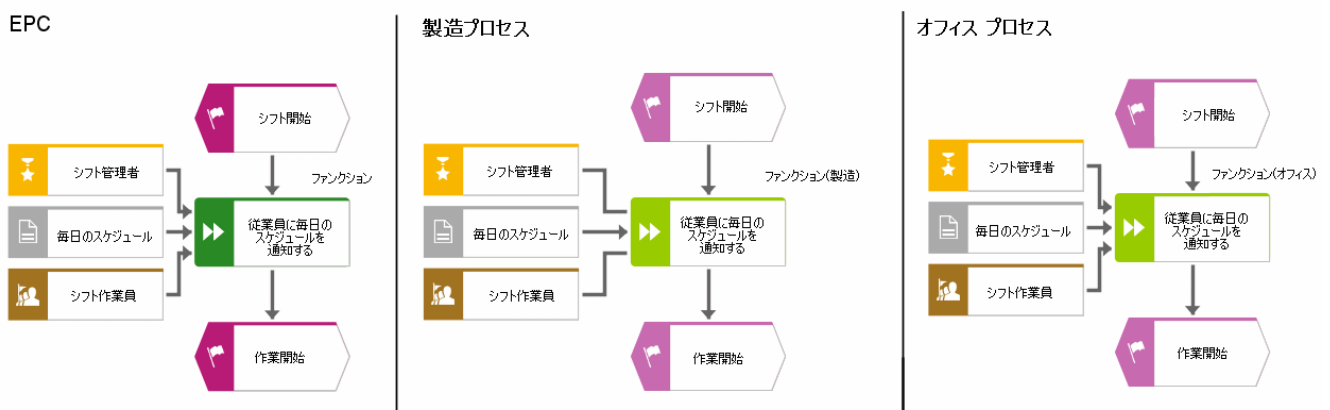 EPC
シフト開始
ファンクション
シフト管理者
毎日のスケジュール
シフト作業員
従業員に毎日の
スケジュールを
通知する
作業開始
製造プロセス
シフト開始
ファンクション(製造)
シフト管理者
毎日のスケジュール
シフト作業員
従業員に毎日の
スケジュールを
通知する
作業開始
オフィス プロセス
シフト開始
ファンクション(オフィス)
シフト管理者
毎日のスケジュール
シフト作業員
従業員に毎日の
スケジュールを
通知する
作業開始